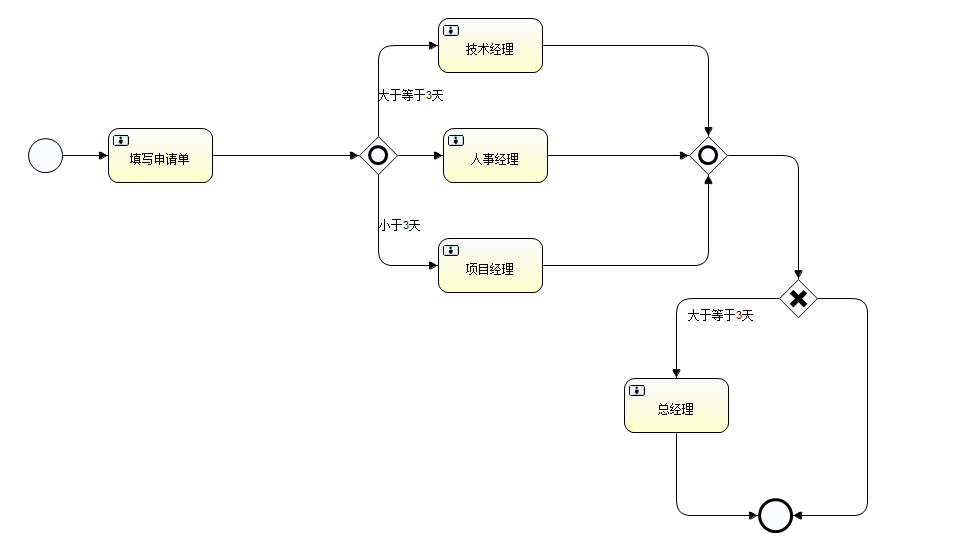 技术经理
大于等于3天
填写申请单
人事经理
小于3天
项目经理
大于等于3天
总经理